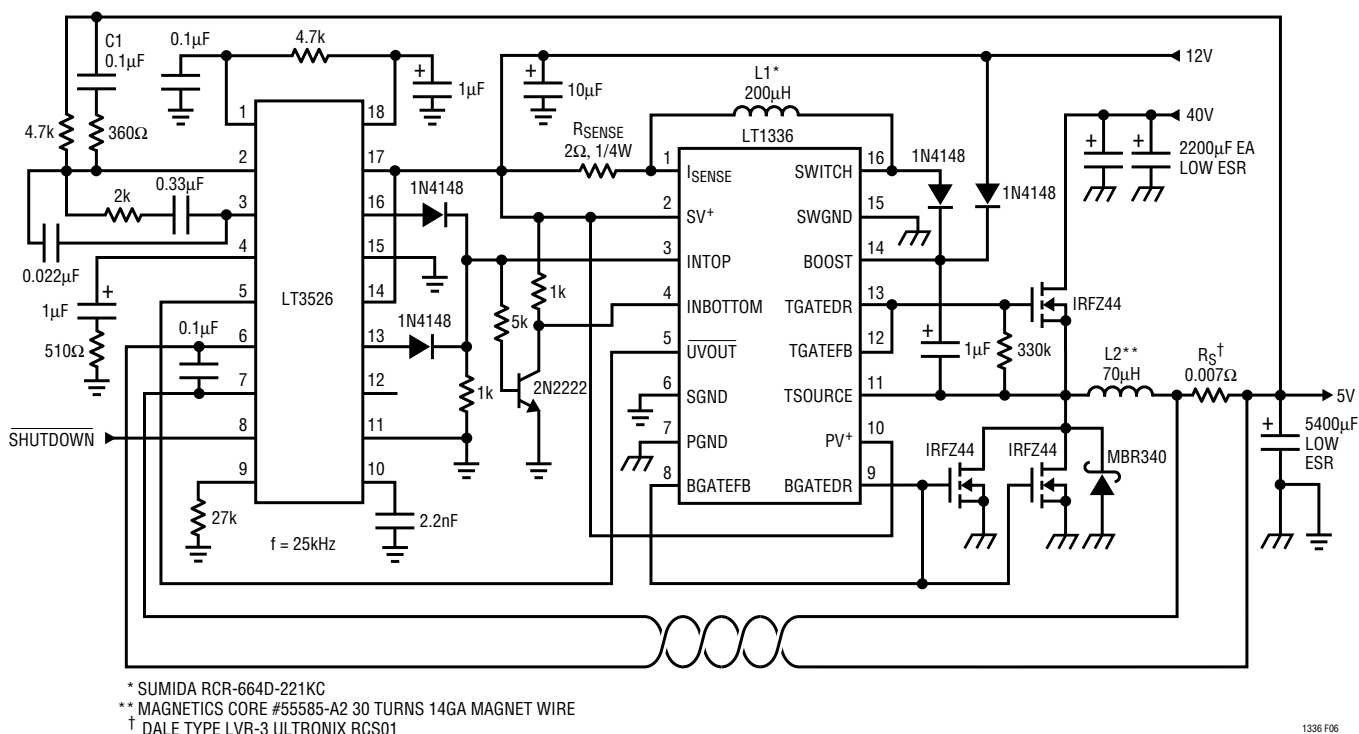 C1
0.1µF
0.1µF
4.7k
+
1µF
+
10µF
12V
40V
+
+
2200µF EA
LOW ESR
4.7k
360Ω
L1*
200µH
LT1336
RSENSE
2Ω, 1/4W
1
2
3
4
5
6
7
8
9
18
17
16
15
14
13
12
11
10
LT3526
2k
0.33µF
0.022µF
+
1µF
510Ω
0.1µF
SHUTDOWN
27k
f = 25kHz
2.2nF
1N4148
1N4148
1k
5k
1k
2N2222
1
ISENSE
2
SV+
3
INTOP
4
INBOTTOM
5
UVOUT
6
SGND
7
PGND
8
BGATEFB
SWITCH
16
SWGND
15
BOOST
14
TGATEDR
13
TGATEFB
12
TSOURCE
11
PV+
10
BGATEDR
9
1N4148
1N4148
+
1µF
330k
IRFZ44
L2**
70µH
RS†
0.007Ω
5V
+
5400µF
LOW
ESR
IRFZ44
IRFZ44
MBR340
* SUMIDA RCR-664D-221KC
** MAGNETICS CORE #55585-A2 30 TURNS 14GA MAGNET WIRE
† DALE TYPE LVR-3 ULTRONIX RCS01
1336 F06